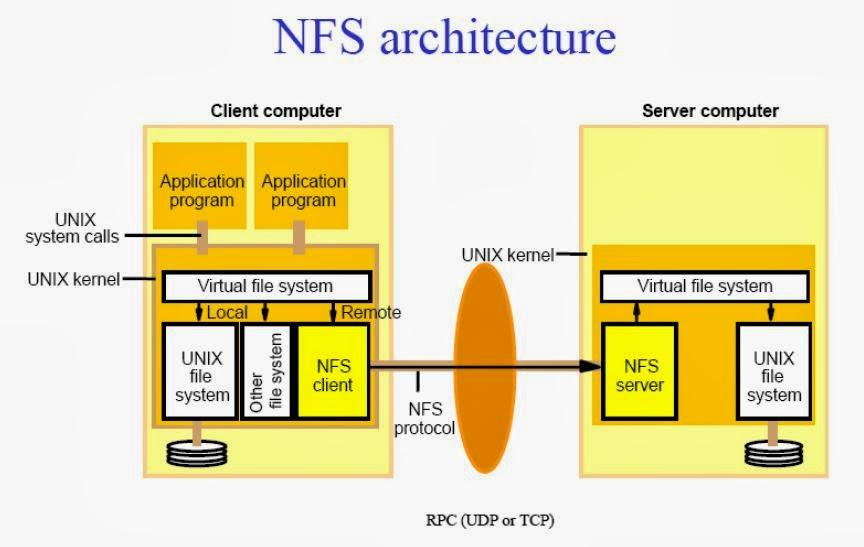 NFS architecture
Client computer
Server computer
Application
program
Application
program
UNIX
system calls
UNIX kernel
Virtual file system
Local
Remote
UNIX
file
system
Other
file system
NFS
client
NFS
protocol
UNIX kernel
Virtual file system
NFS
server
UNIX
file
system
RPC (UDP or TCP)